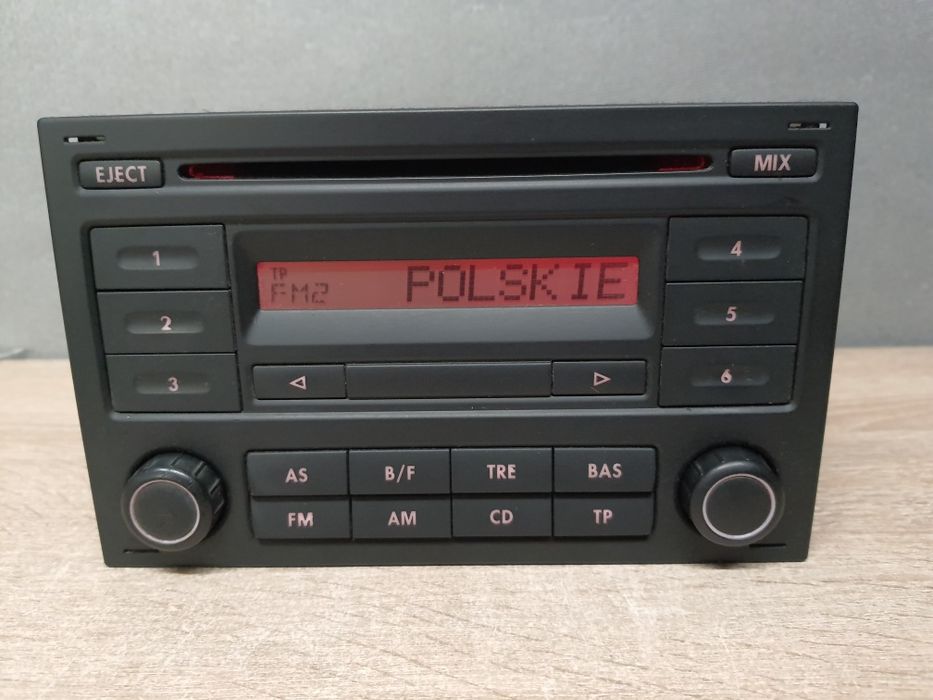 EJECT
MIX
1
4
TP
FM2 POLSKIE
2
5
3
6
AS B/F TRE BAS
FM AM CD TP